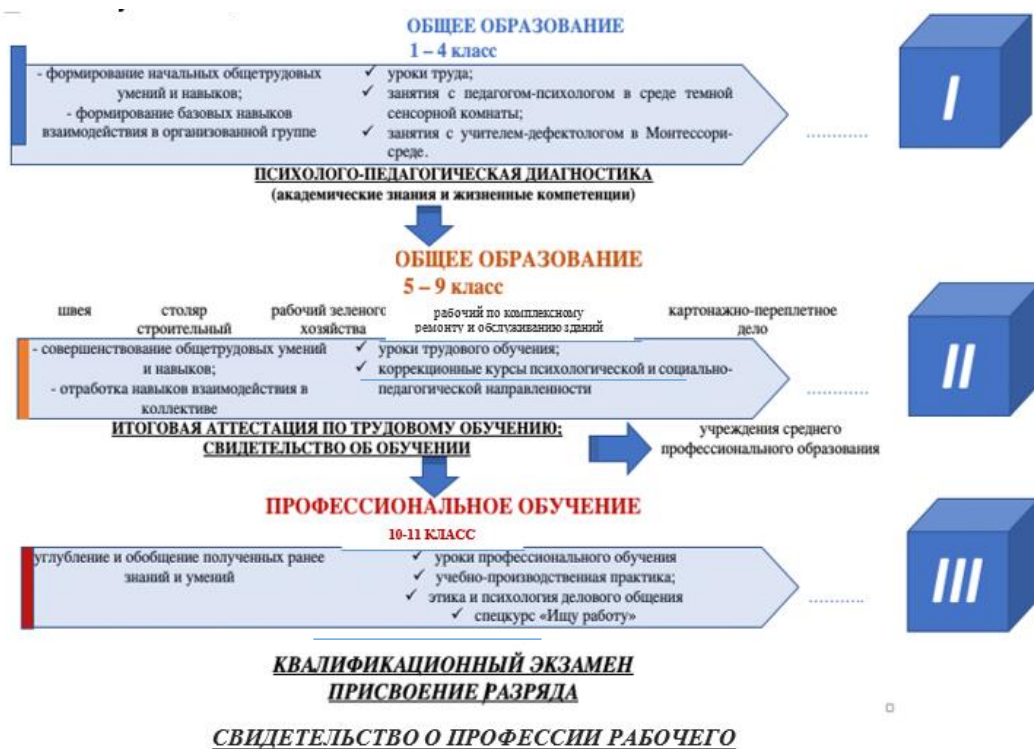 ОБЩЕЕ ОБРАЗОВАНИЕ
1 – 4 класс
- формирование начальных общетрудовых
умений и навыков;
- формирование базовых навыков
взаимодействия в организованной группе
✓ уроки труда;
✓ занятия с педагогом-психологом в среде темной
сенсорной комнаты;
✓ занятия с учителем-дефектологом в Монтессори-
среде.
I
ПСИХОЛОГО-ПЕДАГОГИЧЕСКАЯ ДИАГНОСТИКА
(академические знания и жизненные компетенции)
ОБЩЕЕ ОБРАЗОВАНИЕ
5 – 9 класс
швея
столяр
строительный
рабочий зеленого
хозяйства
рабочий по комплексному
ремонту и обслуживанию зданий
картонажно-переплетное
дело
- совершенствование общетрудовых умений
и навыков;
- отработка навыков взаимодействия в
коллективе
✓ уроки трудового обучения;
✓ коррекционные курсы психологической и социально-
педагогической направленности
II
ИТОГОВАЯ АТТЕСТАЦИЯ ПО ТРУДОВОМУ ОБУЧЕНИЮ;
СВИДЕТЕЛЬСТВО ОБ ОБУЧЕНИИ
учреждения среднего
профессионального образования
ПРОФЕССИОНАЛЬНОЕ ОБУЧЕНИЕ
10-11 КЛАСС
углубление и обобщение полученных ранее
знаний и умений
✓ уроки профессионального обучения
✓ учебно-производственная практика;
✓ этика и психология делового общения
✓ спецкурс «Ищу работу»
III
КВАЛИФИКАЦИОННЫЙ ЭКЗАМЕН
ПРИСВОЕНИЕ РАЗРЯДА
СВИДЕТЕЛЬСТВО О ПРОФЕССИИ РАБОЧЕГО